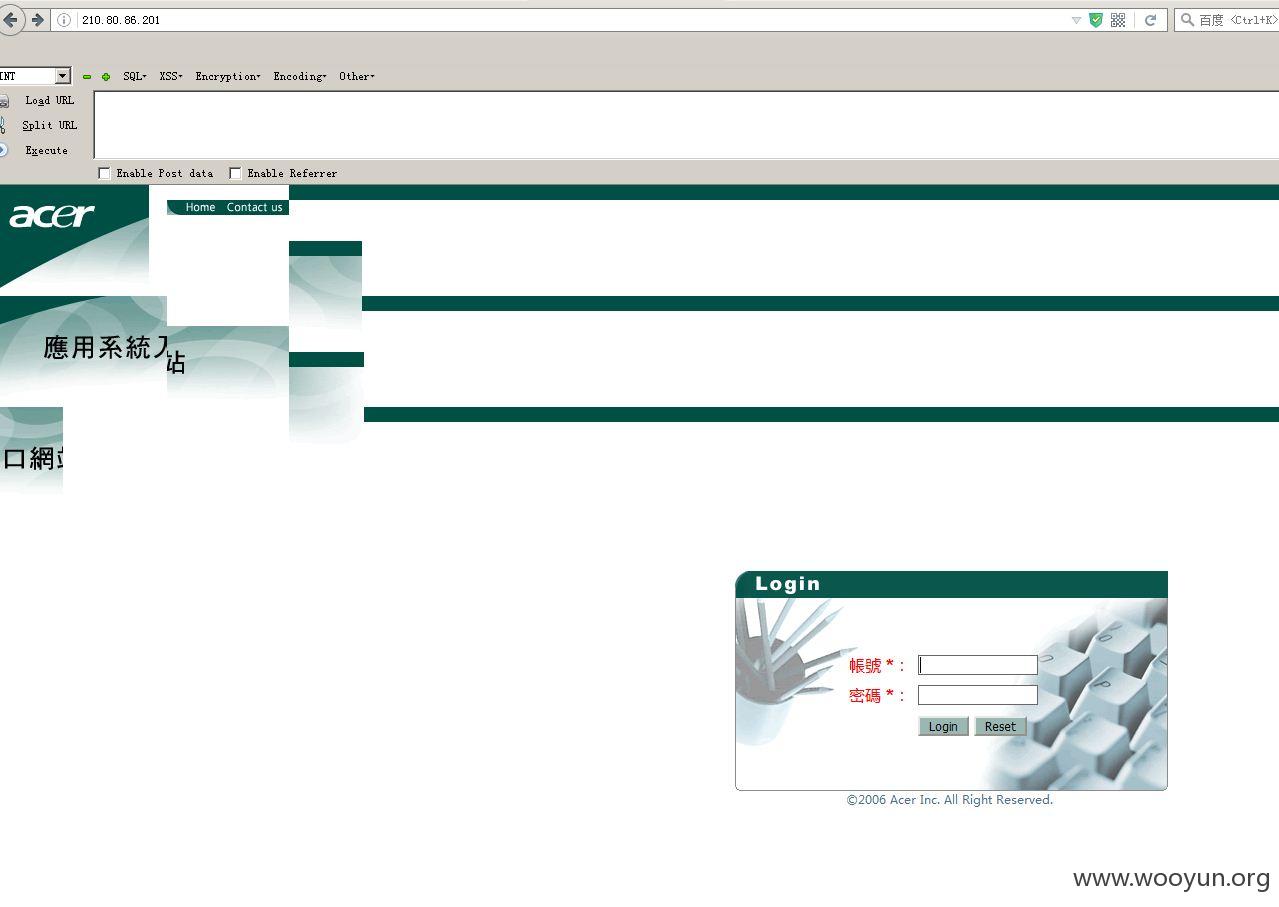 210.80.86.201
百度 <Ctrl+K>
INT
SQL
XSS
Encryption
Encoding
Other
Load URL
Split URL
Execute
Enable Post data
Enable Referrer
acer
Home
Contact us
應用系統入
站
口網站
Login
帳號 * :
密碼 * :
Login
Reset
©2006 Acer Inc. All Right Reserved.
www.wooyun.org